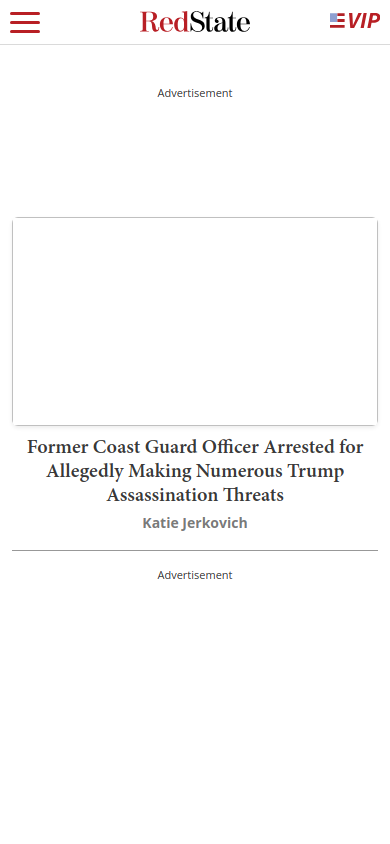 RedState
VIP
Advertisement
Former Coast Guard Officer Arrested for
Allegedly Making Numerous Trump
Assassination Threats
Katie Jerkovich
Advertisement